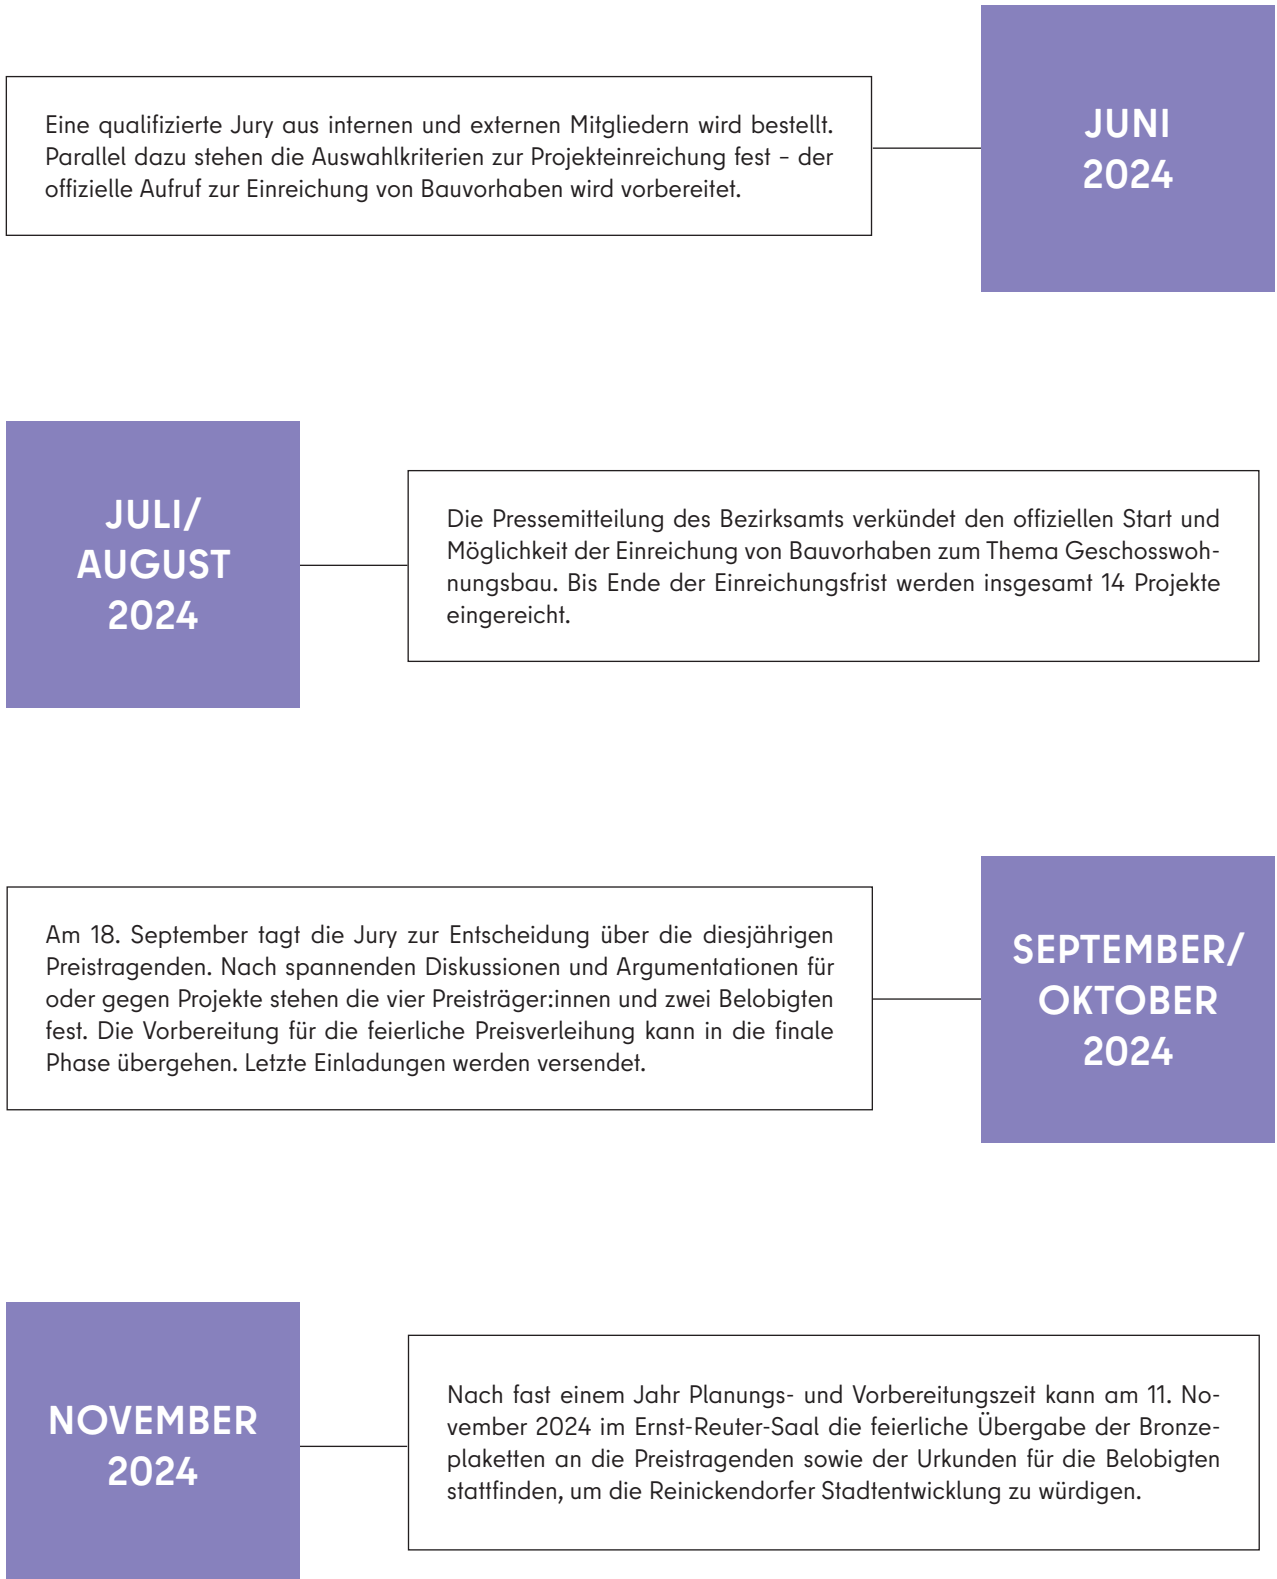 Eine qualifizierte Jury aus internen und externen Mitgliedern wird bestellt.
Parallel dazu stehen die Auswahlkriterien zur Projekteinreichung fest – der
offizielle Aufruf zur Einreichung von Bauvorhaben wird vorbereitet.
JUNI
2024
JULI/
AUGUST
2024
Die Pressemitteilung des Bezirksamts verkündet den offiziellen Start und
Möglichkeit der Einreichung von Bauvorhaben zum Thema Geschosswoh-
nungsbau. Bis Ende der Einreichungsfrist werden insgesamt 14 Projekte
eingereicht.
Am 18. September tagt die Jury zur Entscheidung über die diesjährigen
Preistragenden. Nach spannenden Diskussionen und Argumentationen für
oder gegen Projekte stehen die vier Preisträger:innen und zwei Belobigten
fest. Die Vorbereitung für die feierliche Preisverleihung kann in die finale
Phase übergehen. Letzte Einladungen werden versendet.
SEPTEMBER/
OKTOBER
2024
NOVEMBER
2024
Nach fast einem Jahr Planungs- und Vorbereitungszeit kann am 11. No-
vember 2024 im Ernst-Reuter-Saal die feierliche Übergabe der Bronze-
plaketten an die Preistragenden sowie der Urkunden für die Belobigten
stattfinden, um die Reinickendorfer Stadtentwicklung zu würdigen.